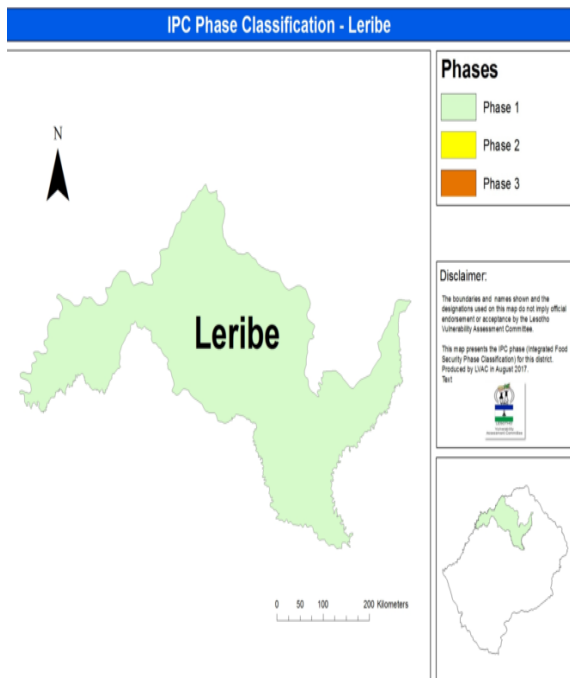 IPC Phase Classification - Leribe
N
Leribe
0 50 100 200 Kilometers
Phases
Phase 1
Phase 2
Phase 3
Disclaimer:
The boundaries and names shown and the
designations used on this map do not imply official
endorsement or acceptance by the Lesotho
Vulnerability Assessment Committee.
This map presents the IPC phase (Integrated Food
Security Phase Classification) for this district.
Produced by LVAC in August 2017.
Text